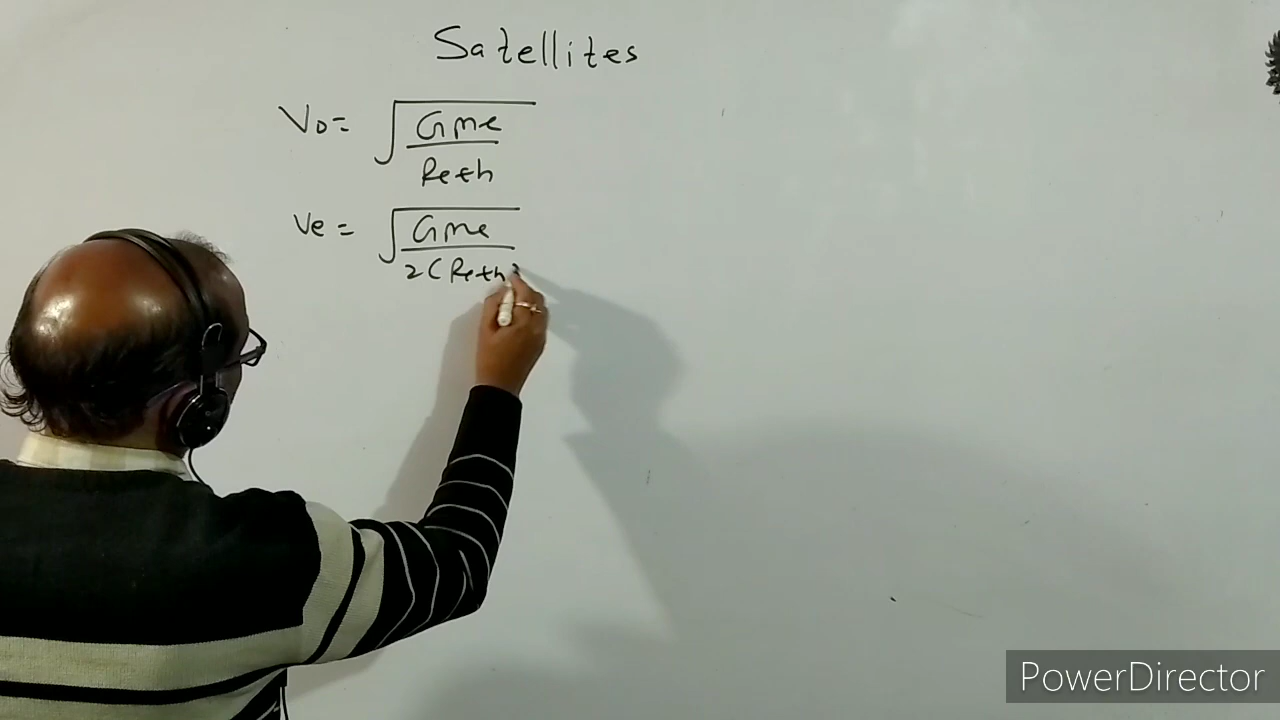 Satellites
Vo = √(Gme / Re+h)
Ve = √(Gme / 2(Re+h)
PowerDirector